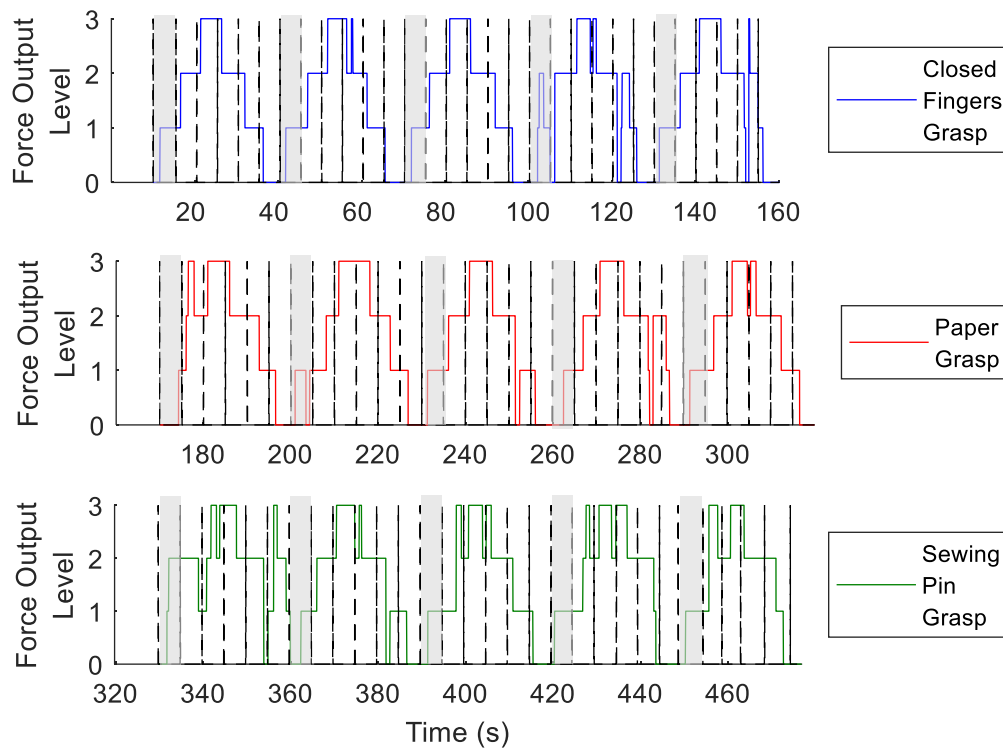 Force Output
Level
3
2
1
0
20 40 60 80 100 120 140 160
Closed
Fingers
Grasp
Force Output
Level
3
2
1
0
180 200 220 240 260 280 300
Paper
Grasp
Force Output
Level
3
2
1
0
320 340 360 380 400 420 440 460
Time (s)
Sewing
Pin
Grasp